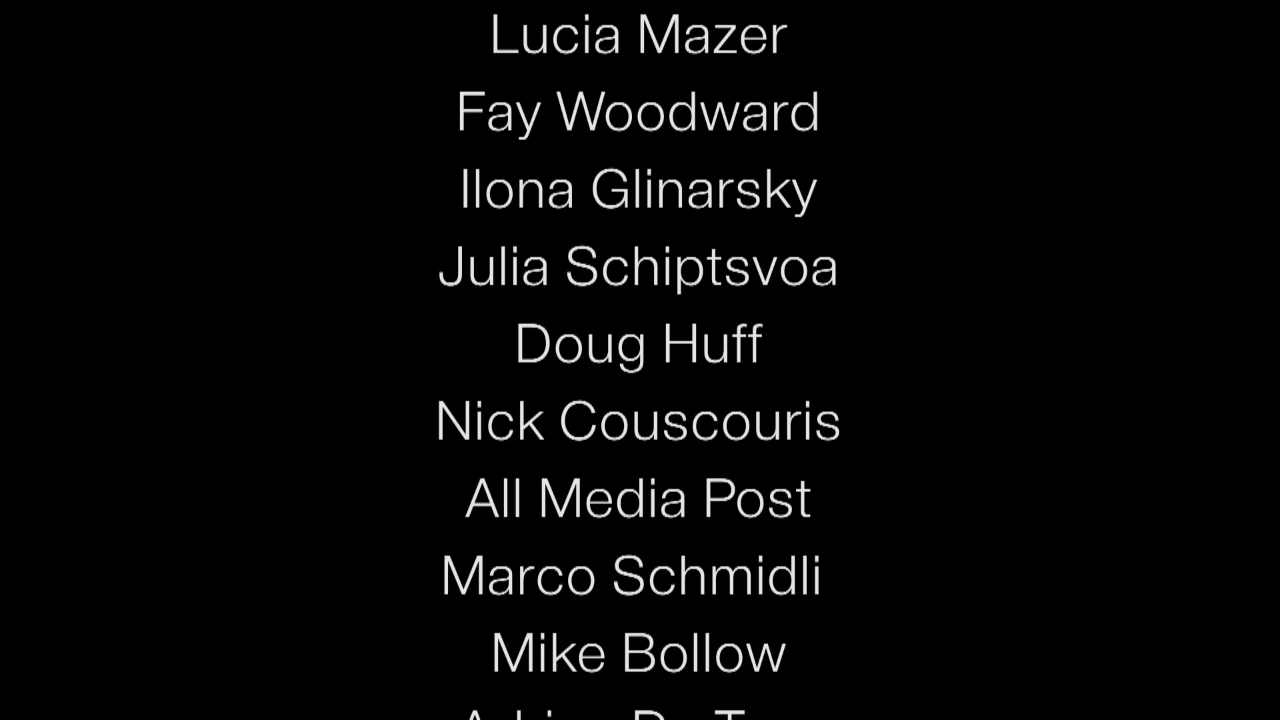 Lucia Mazer
Fay Woodward
Ilona Glinarsky
Julia Schiptsvoa
Doug Huff
Nick Couscouris
All Media Post
Marco Schmidli
Mike Bollow